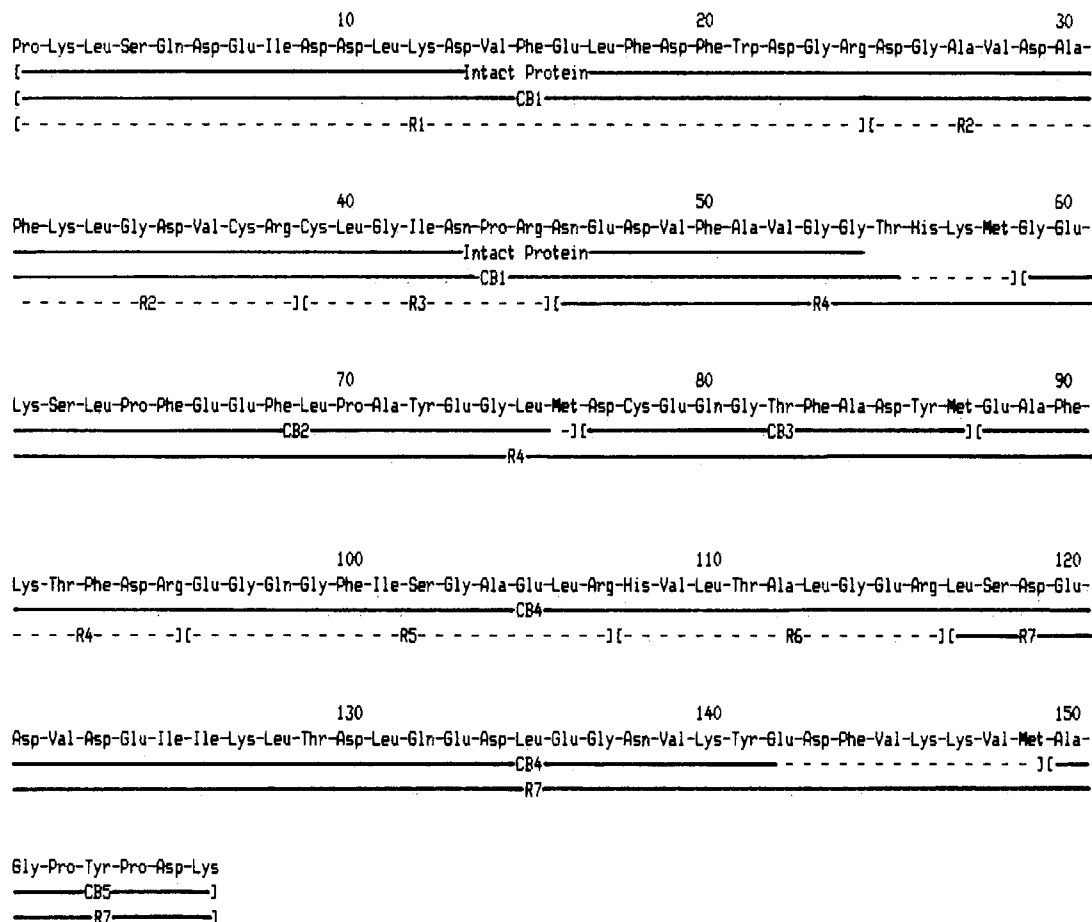 10 20 30
Pro-Lys-Leu-Ser-Gln-Asp-Glu-Ile-Asp-Asp-Leu-Lys-Asp-Val-Phe-Glu-Leu-Phe-Asp-Phe-Trp-Asp-Gly-Arg-Asp-Gly-Ala-Val-Asp-Ala-
Intact Protein
CB1
R1 R2
40 50 60
Phe-Lys-Leu-Gly-Asp-Val-Cys-Arg-Cys-Leu-Gly-Ile-Asn-Pro-Arg-Asn-Glu-Asp-Val-Phe-Ala-Val-Gly-Gly-Thr-His-Lys-Met-Gly-Glu-
Intact Protein
CB1
R2 R3 R4
70 80 90
Lys-Ser-Leu-Pro-Phe-Glu-Glu-Phe-Leu-Pro-Ala-Tyr-Glu-Gly-Leu-Met-Asp-Cys-Glu-Gln-Gly-Thr-Phe-Ala-Asp-Tyr-Met-Glu-Ala-Phe-
CB2 CB3
R4
100 110 120
Lys-Thr-Phe-Asp-Arg-Glu-Gly-Gln-Gly-Phe-Ile-Ser-Gly-Ala-Glu-Leu-Arg-His-Val-Leu-Thr-Ala-Leu-Gly-Glu-Arg-Leu-Ser-Asp-Glu-
CB4
R4 R5 R6 R7
130 140 150
Asp-Val-Asp-Glu-Ile-Ile-Lys-Leu-Thr-Asp-Leu-Gln-Glu-Asp-Leu-Glu-Gly-Asn-Val-Lys-Tyr-Glu-Asp-Phe-Val-Lys-Lys-Val-Met-Ala-
CB4
R7
Gly-Pro-Tyr-Pro-Asp-Lys
CB5
R7